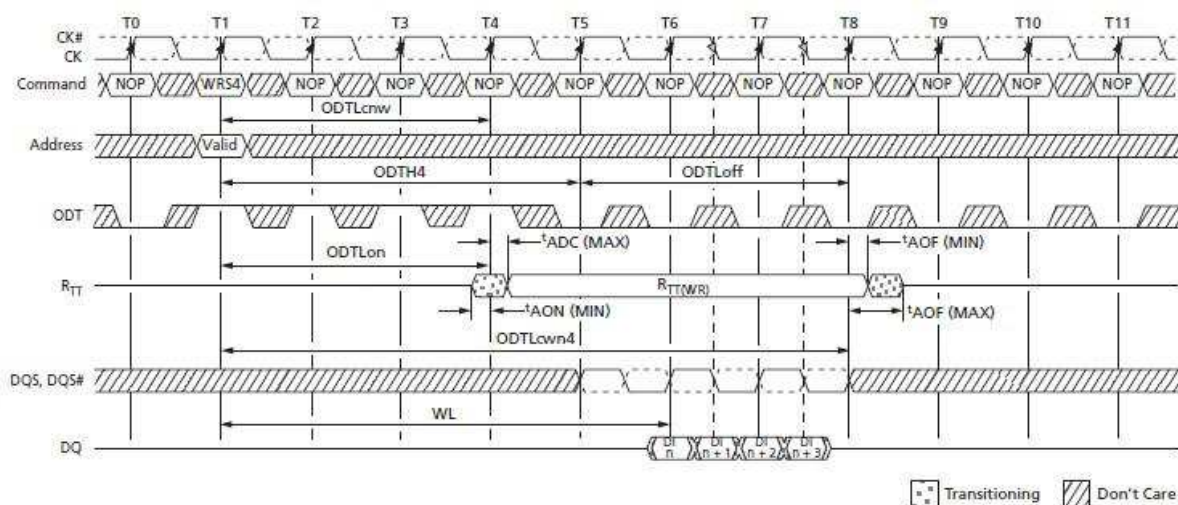 T0 T1 T2 T3 T4 T5 T6 T7 T8 T9 T10 T11
CK#
CK
Command NOP WRS4 NOP NOP NOP NOP NOP NOP NOP NOP NOP NOP
ODTLcnw
Address Valid
ODTH4 ODTLoff
ODT
tADC (MAX) tAOF (MIN)
ODTLon
RTT RTT(WR)
tAON (MIN) tAOF (MAX)
ODTLcwn4
DQS, DQS#
WL
DQ DI n DI n + 1 DI n + 2 DI n + 3
Transitioning Don't Care